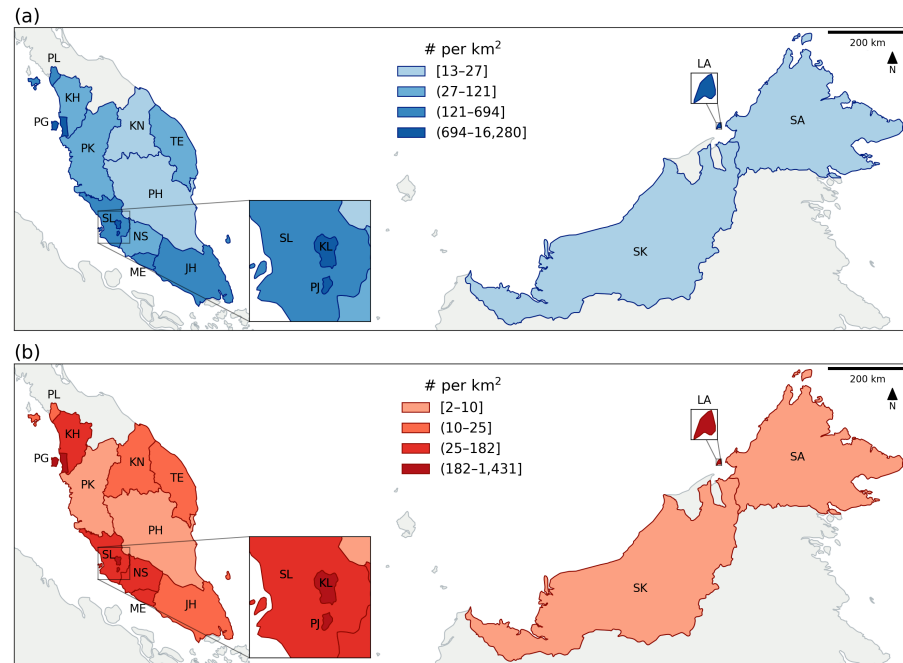 (a)
# per km²
[13–27]
(27–121]
(121–694]
(694–16,280]
200 km
N
PL
KH
PG
PK
KN
TE
PH
SL
NS
ME
JH
SL
KL
PJ
LA
SA
SK
(b)
# per km²
[2–10]
(10–25]
(25–182]
(182–1,431]
200 km
N
PL
KH
PG
PK
KN
TE
PH
SL
NS
ME
JH
SL
KL
PJ
LA
SA
SK